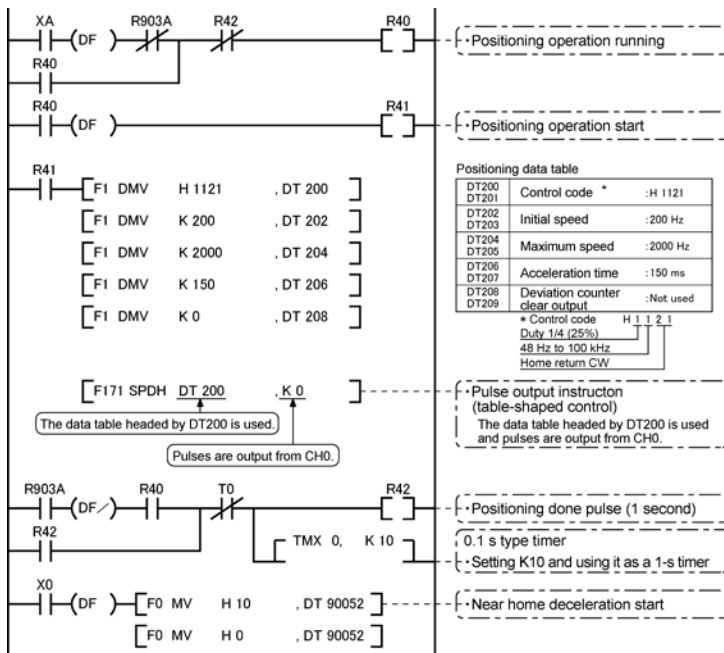 XA R903A R42 R40
(DF )
·Positioning operation running
R40
R40 R41
(DF )
·Positioning operation start
R41
F1 DMV H 1121 , DT 200
F1 DMV K 200 , DT 202
F1 DMV K 2000 , DT 204
F1 DMV K 150 , DT 206
F1 DMV K 0 , DT 208
Positioning data table
DT200 DT201 Control code * :H 1121
DT202 DT203 Initial speed :200 Hz
DT204 DT205 Maximum speed :2000 Hz
DT206 DT207 Acceleration time :150 ms
DT208 DT209 Deviation counter clear output :Not used
* Control code H 1 1 2 1
Duty 1/4 (25%)
48 Hz to 100 kHz
Home return CW
F171 SPDH DT 200 , K 0
The data table headed by DT200 is used.
Pulses are output from CH0.
·Pulse output instructon
(table-shaped control)
The data table headed by DT200 is used
and pulses are output from CH0.
R903A R40 T0 R42
(DF/)
·Positioning done pulse (1 second)
R42
TMX 0, K 10
0.1 s type timer
·Setting K10 and using it as a 1-s timer
X0
(DF ) F0 MV H 10 , DT 90052
·Near home deceleration start
F0 MV H 0 , DT 90052